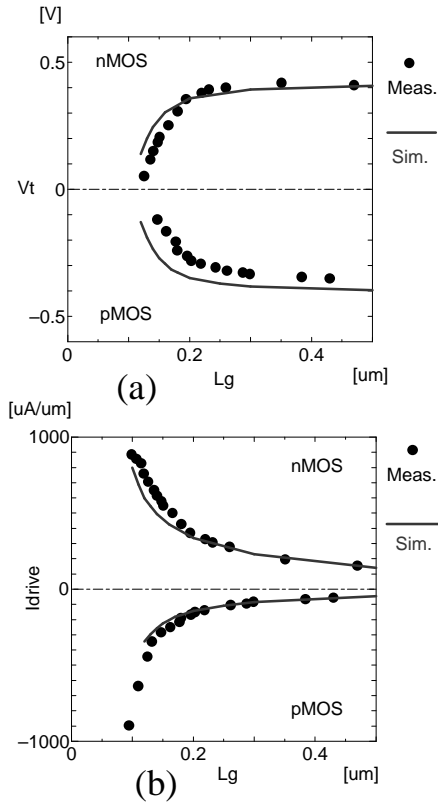 [V]
0.5
nMOS
Meas.
Sim.
Vt
0
–0.5
pMOS
0
0.2
0.4
(a)
Lg
[um]
[uA/um]
1000
nMOS
Meas.
Sim.
Idrive
0
pMOS
–1000
0
0.2
0.4
(b)
Lg
[um]